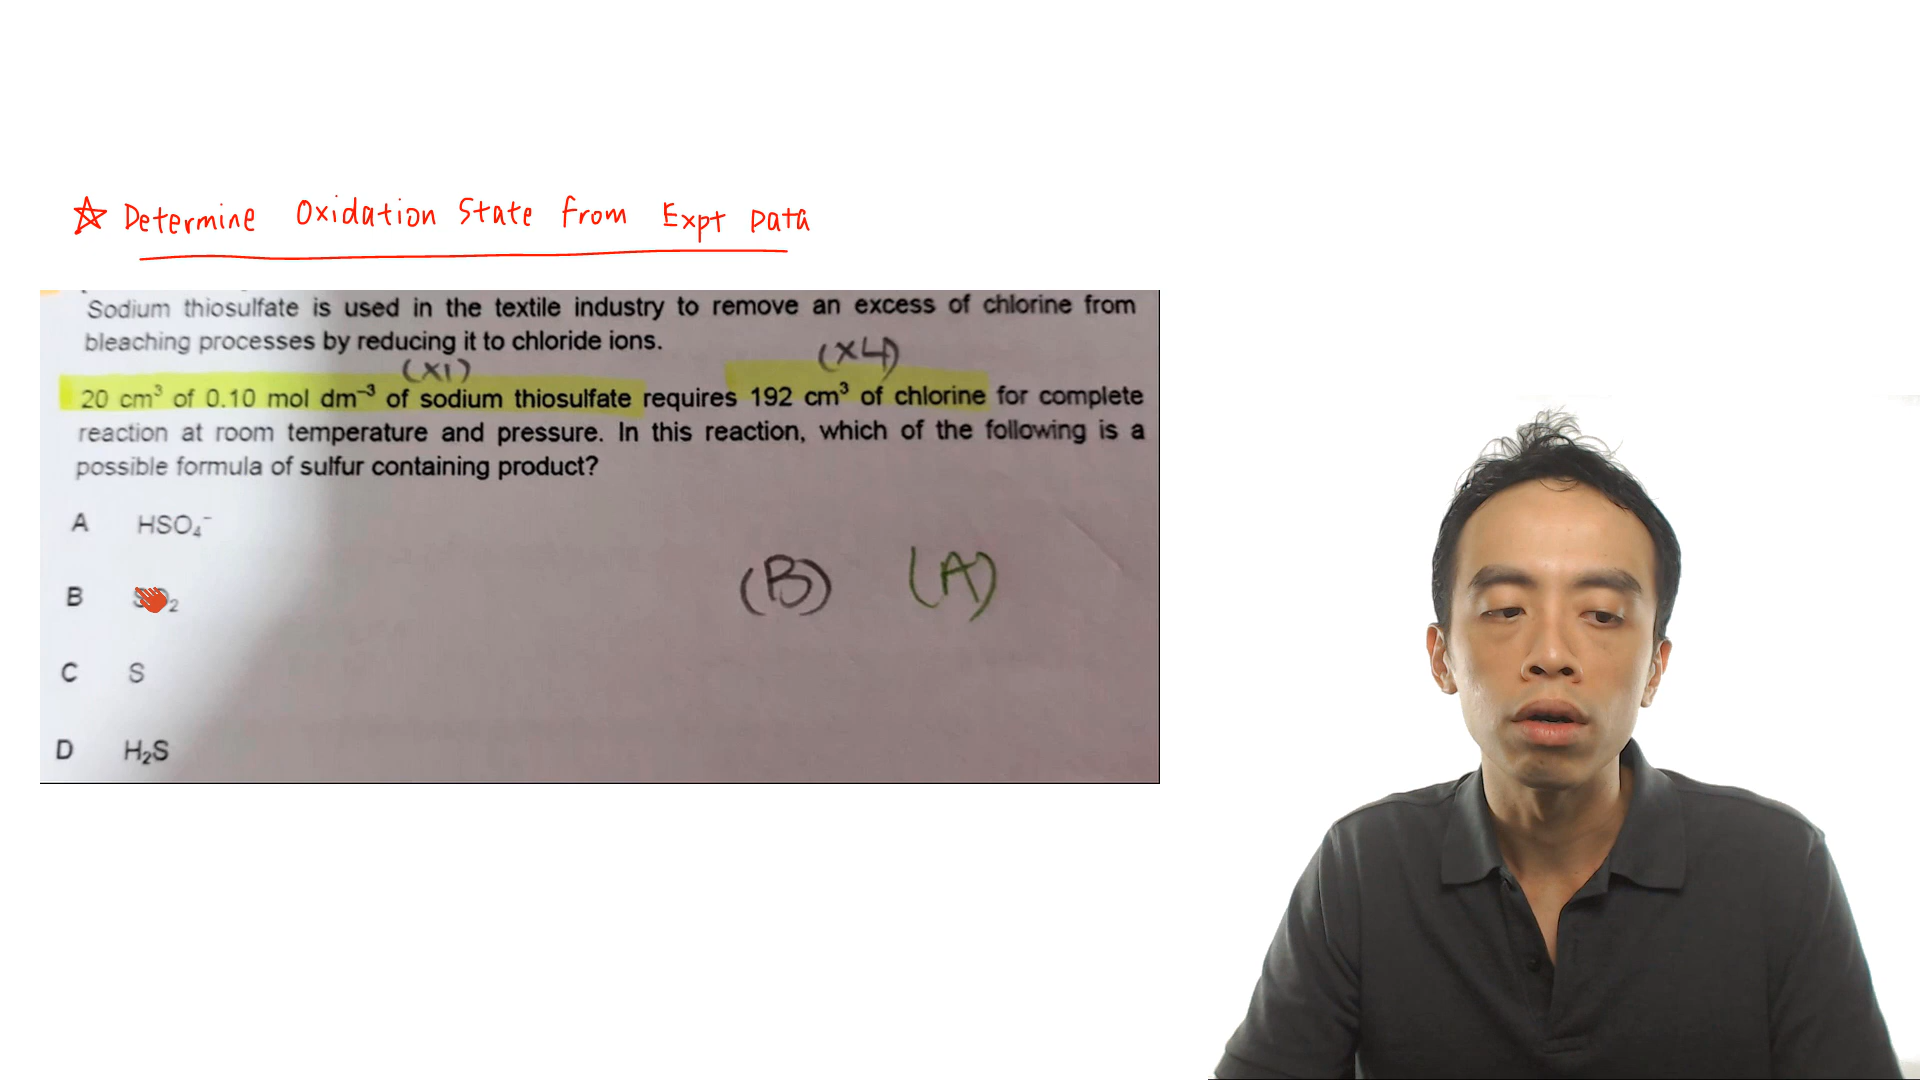 ☆ Determine Oxidation State from Expt Data
Sodium thiosulfate is used in the textile industry to remove an excess of chlorine from
bleaching processes by reducing it to chloride ions.
(x1) (x4)
20 cm³ of 0.10 mol dm⁻³ of sodium thiosulfate requires 192 cm³ of chlorine for complete
reaction at room temperature and pressure. In this reaction, which of the following is a
possible formula of sulfur containing product?
A HSO₄⁻
B
(B) (A)
C S
D H₂S